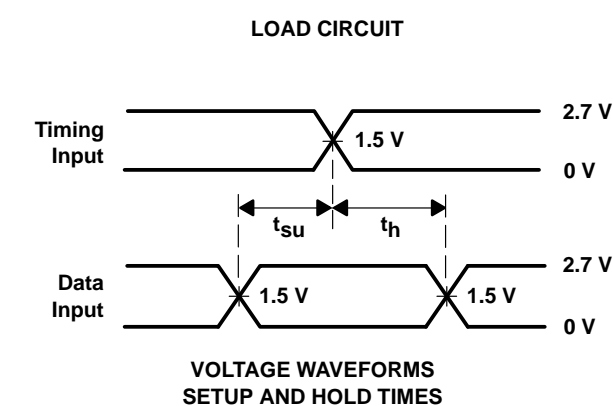 LOAD CIRCUIT
Timing
Input
2.7 V
1.5 V
0 V
tsu
th
Data
Input
2.7 V
1.5 V
1.5 V
0 V
VOLTAGE WAVEFORMS
SETUP AND HOLD TIMES